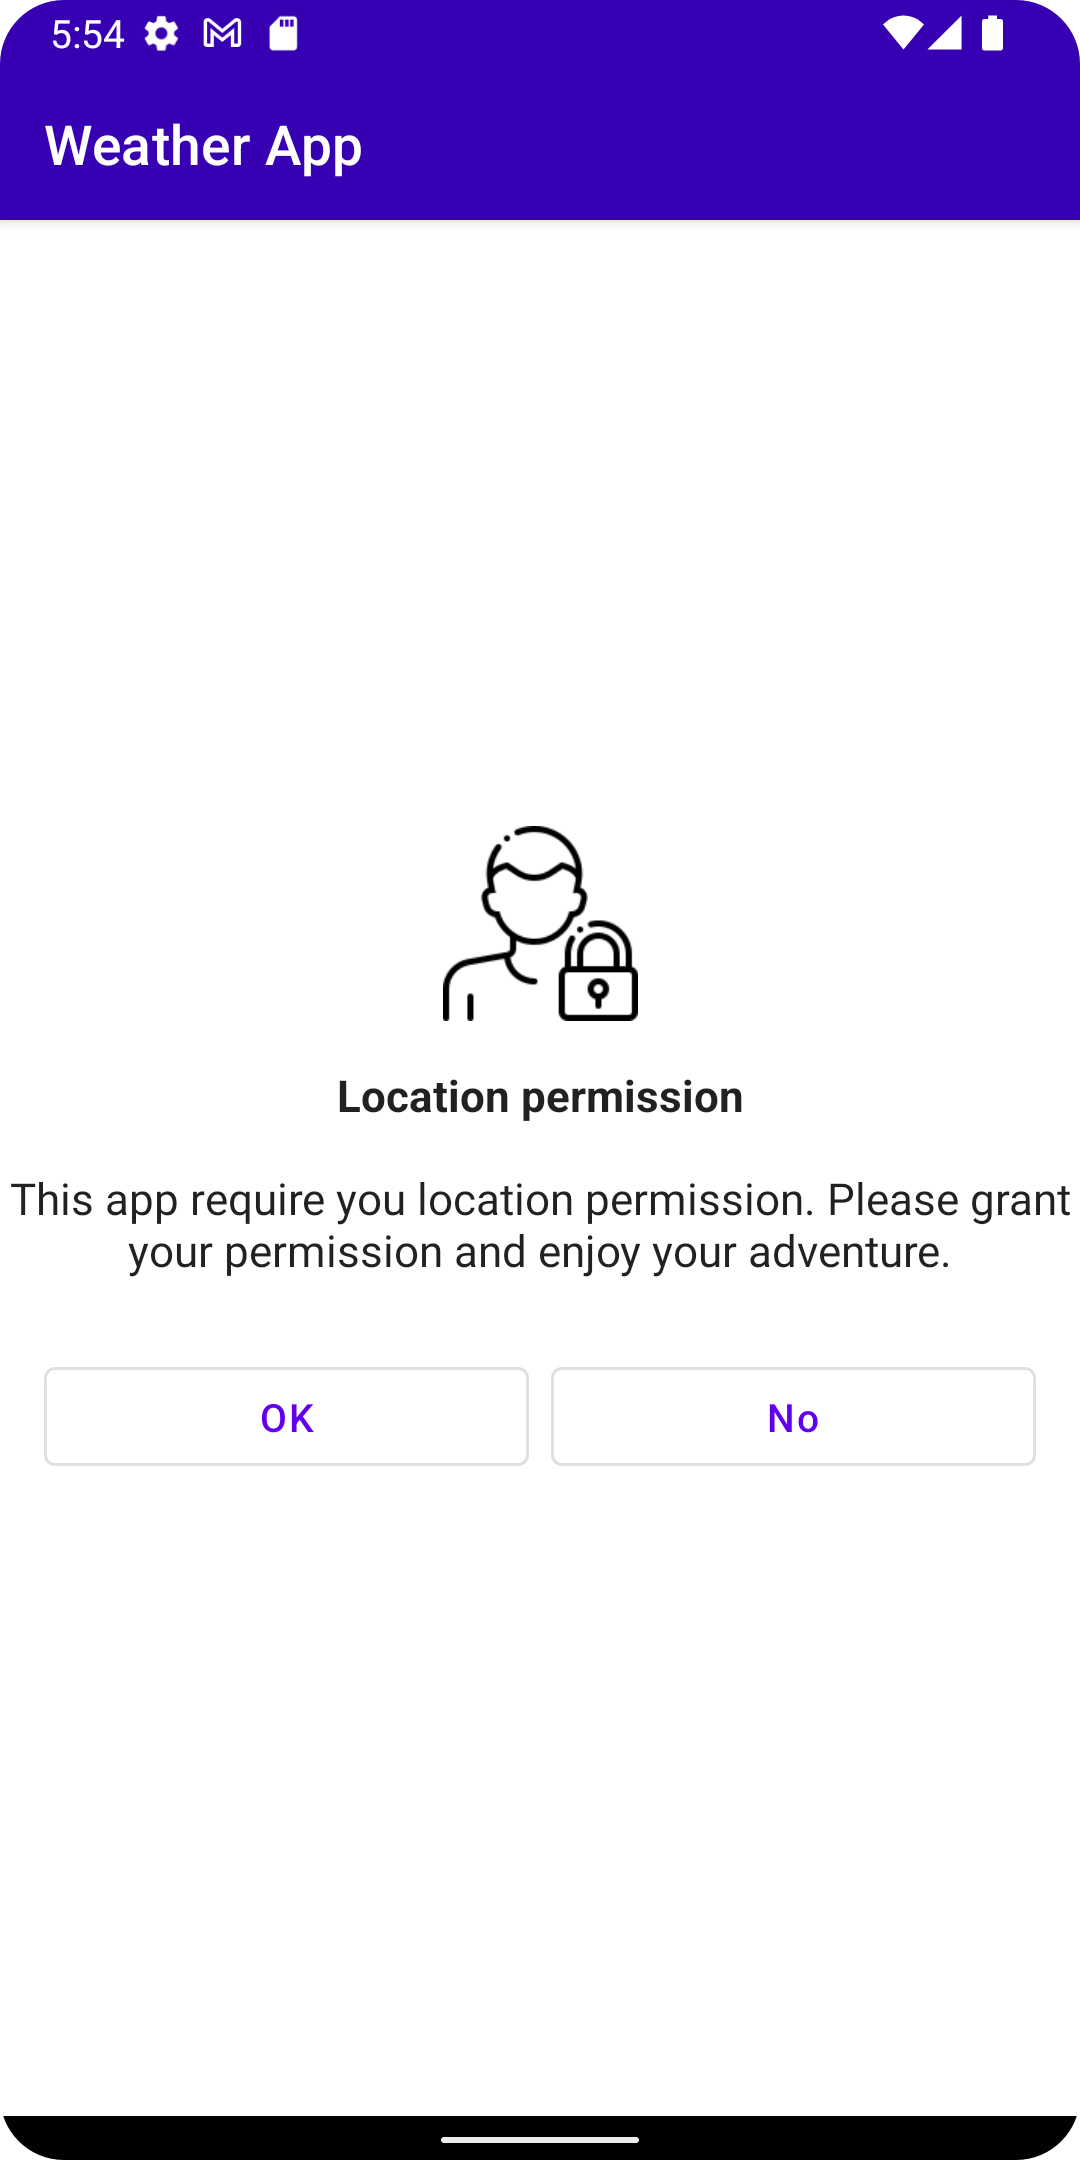 5:54
Weather App
Location permission
This app require you location permission. Please grant
your permission and enjoy your adventure.
OK
No